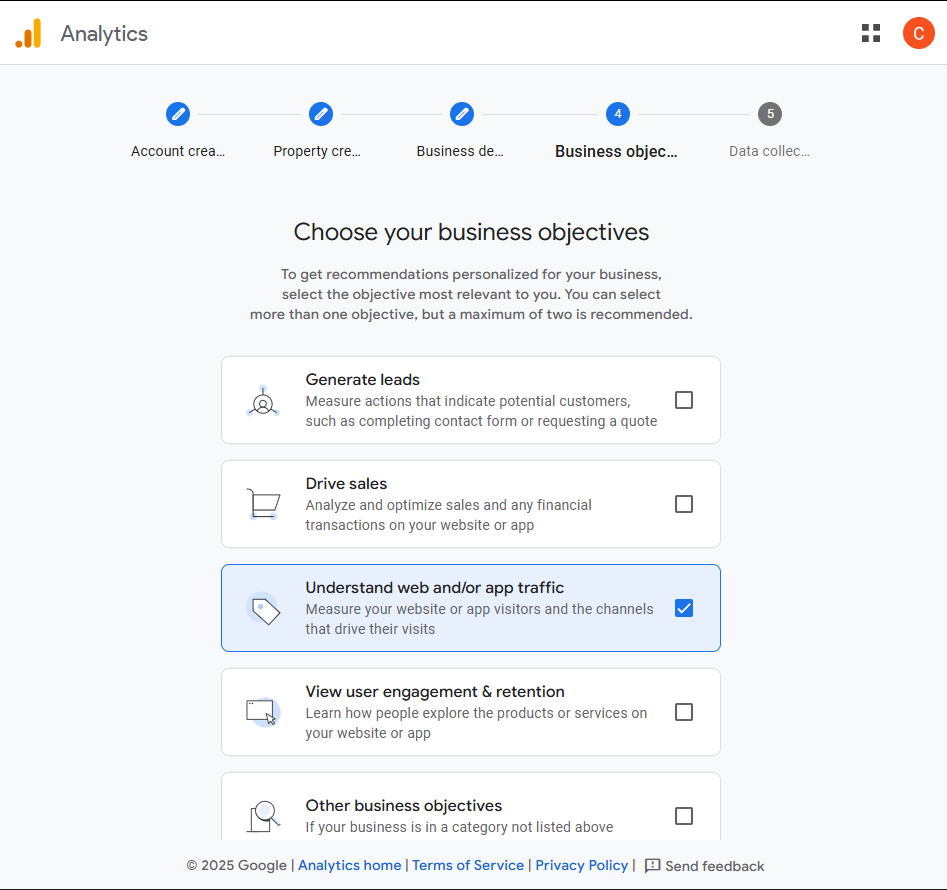 Analytics
C
4
5
Account crea...
Property cre...
Business de...
Business objec...
Data collec...
Choose your business objectives
To get recommendations personalized for your business,
select the objective most relevant to you. You can select
more than one objective, but a maximum of two is recommended.
Generate leads
Measure actions that indicate potential customers,
such as completing contact form or requesting a quote
Drive sales
Analyze and optimize sales and any financial
transactions on your website or app
Understand web and/or app traffic
Measure your website or app visitors and the channels
that drive their visits
View user engagement & retention
Learn how people explore the products or services on
your website or app
Other business objectives
If your business is in a category not listed above
© 2025 Google | Analytics home | Terms of Service | Privacy Policy | Send feedback